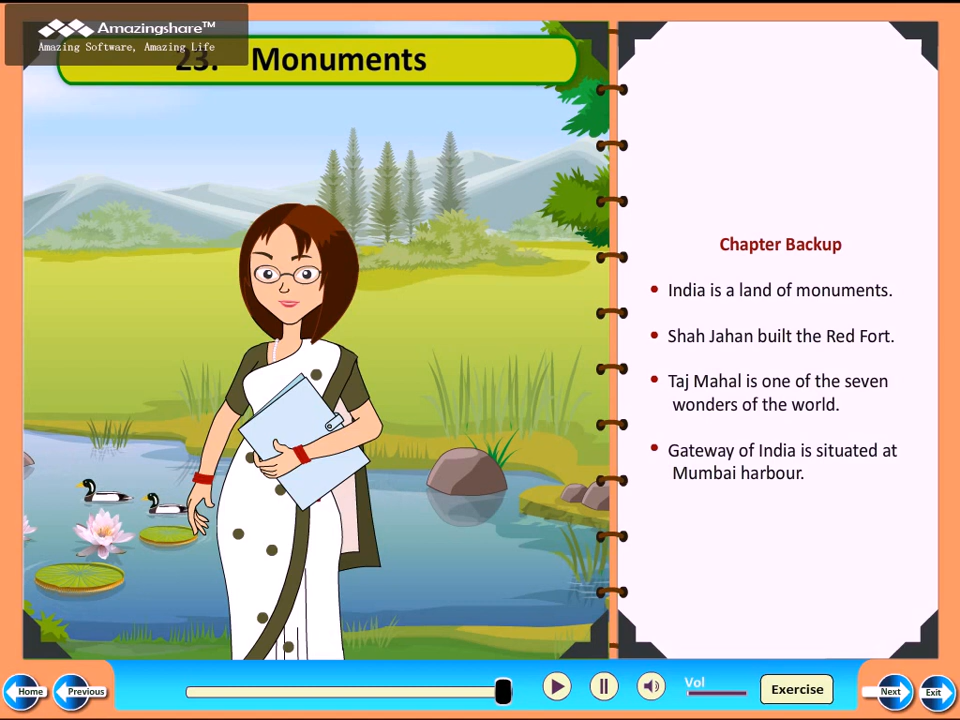 Amazingshare™
Amazing Software, Amazing Life
23. Monuments
Chapter Backup
• India is a land of monuments.
• Shah Jahan built the Red Fort.
• Taj Mahal is one of the seven
wonders of the world.
• Gateway of India is situated at
Mumbai harbour.
Home
Previous
Vol
Exercise
Next
Exit